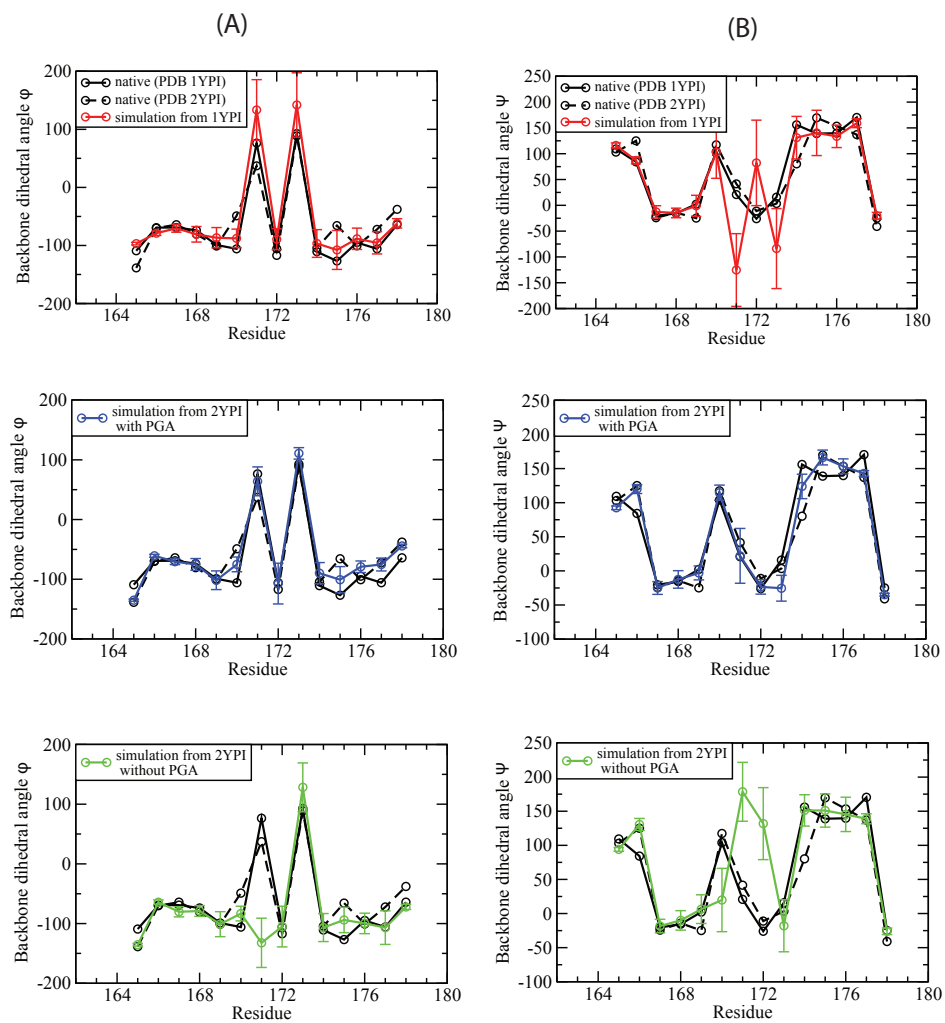 (A)
(B)
Backbone dihedral angle φ
200
100
0
-100
-200
native (PDB 1YPI)
native (PDB 2YPI)
simulation from 1YPI
164
168
172
176
180
Residue
Backbone dihedral angle Ψ
250
200
150
100
50
0
-50
-100
-150
-200
native (PDB 1YPI)
native (PDB 2YPI)
simulation from 1YPI
164
168
172
176
180
Residue
Backbone dihedral angle φ
200
100
0
-100
-200
simulation from 2YPI
with PGA
164
168
172
176
180
Residue
Backbone dihedral angle Ψ
250
200
150
100
50
0
-50
-100
simulation from 2YPI
with PGA
164
168
172
176
180
Residue
Backbone dihedral angle φ
200
100
0
-100
-200
simulation from 2YPI
without PGA
164
168
172
176
180
Residue
Backbone dihedral angle Ψ
250
200
150
100
50
0
-50
-100
simulation from 2YPI
without PGA
164
168
172
176
180
Residue